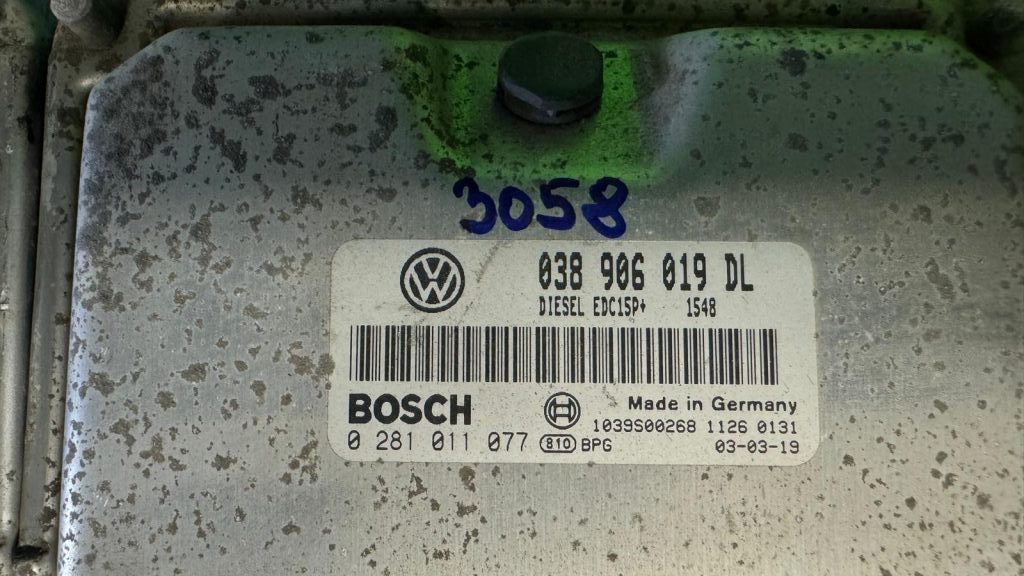 3058
038 906 019 DL
DIESEL EDC15P+ 1548
BOSCH
Made in Germany
1039S00268 1126 0131
0 281 011 077 810 BPG 03-03-19